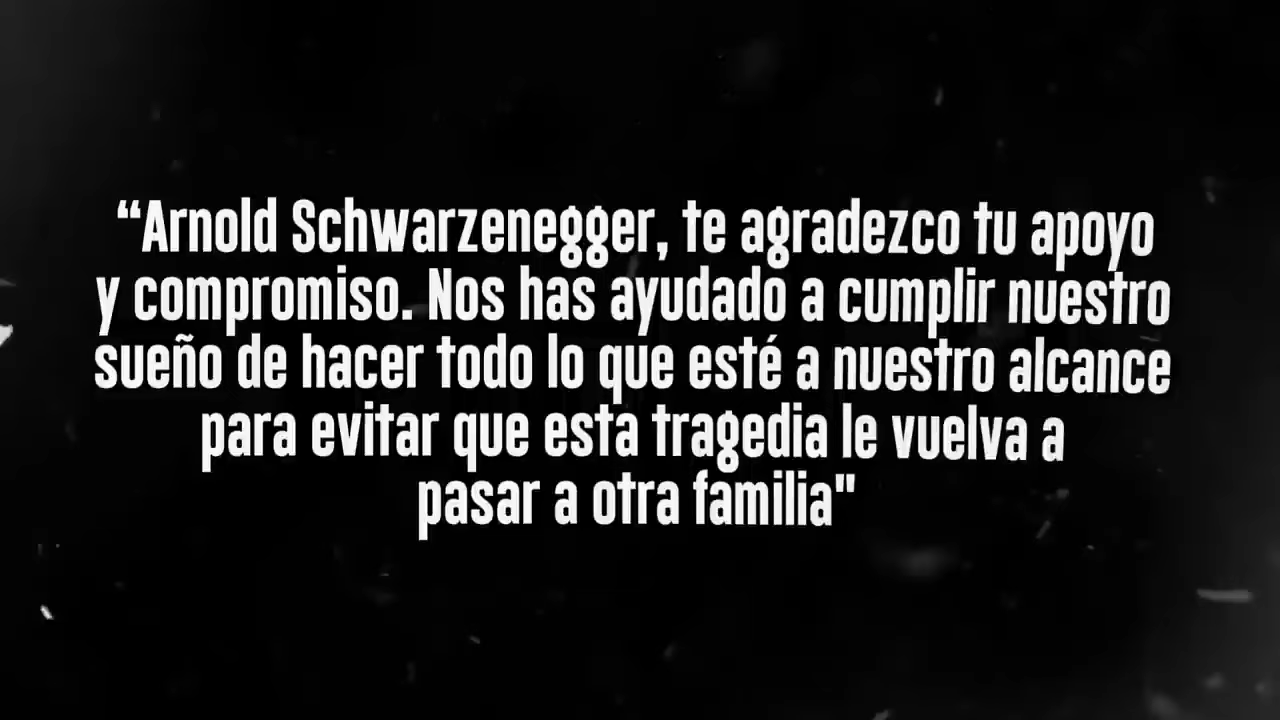 “Arnold Schwarzenegger, te agradezco tu apoyo
y compromiso. Nos has ayudado a cumplir nuestro
sueño de hacer todo lo que esté a nuestro alcance
para evitar que esta tragedia le vuelva a
pasar a otra familia"